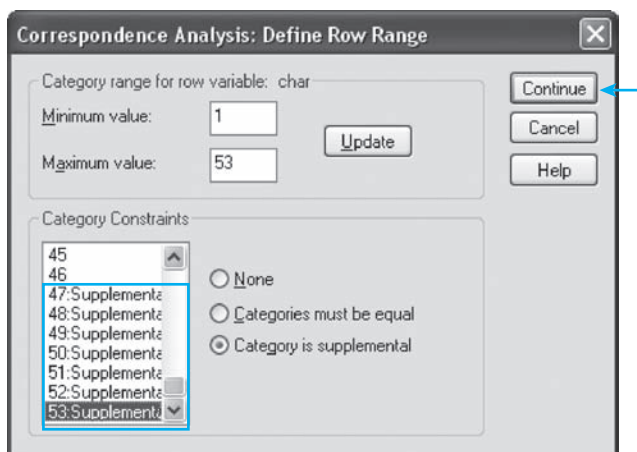 Correspondence Analysis: Define Row Range
Category range for row variable: char
Minimum value:
1
Maximum value:
53
Update
Continue
Cancel
Help
Category Constraints
45
46
47:Supplementa
48:Supplementa
49:Supplementa
50:Supplementa
51:Supplementa
52:Supplementa
53:Supplementa
None
Categories must be equal
Category is supplemental